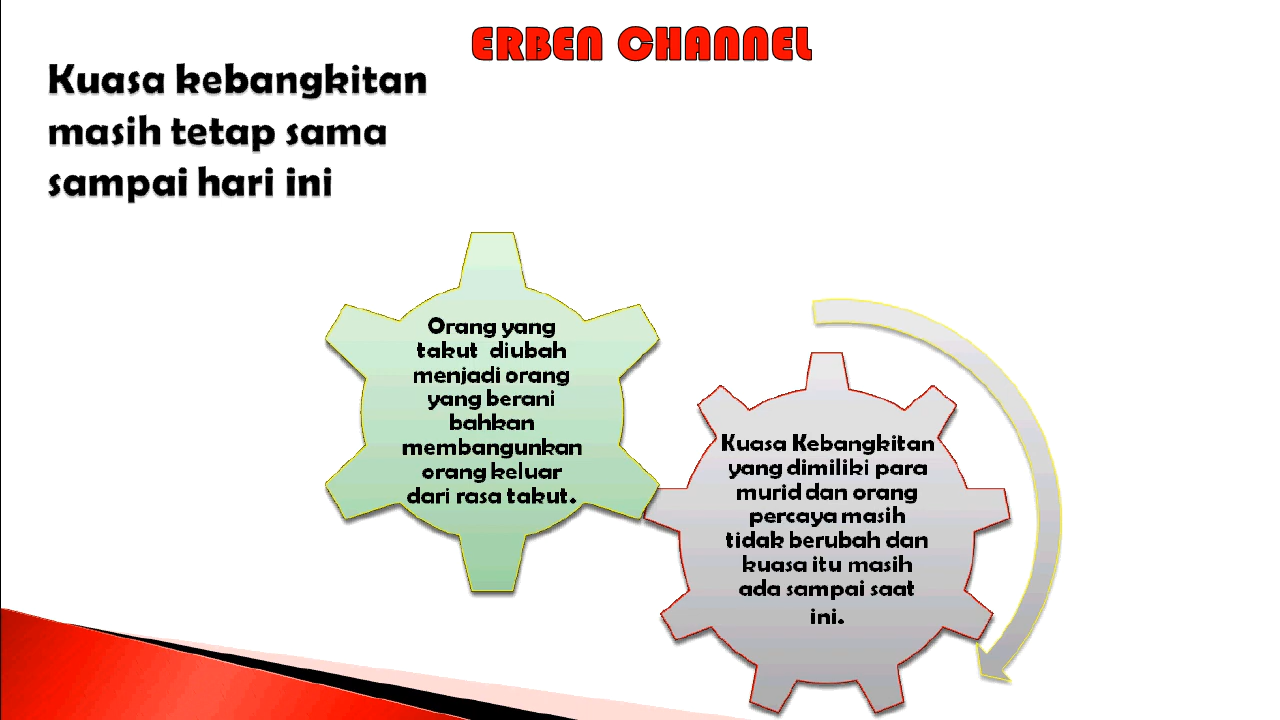 ERBEN CHANNEL
Kuasa kebangkitan
masih tetap sama
sampai hari ini
Orang yang
takut diubah
menjadi orang
yang berani
bahkan
membangunkan
orang keluar
dari rasa takut.
Kuasa Kebangkitan
yang dimiliki para
murid dan orang
percaya masih
tidak berubah dan
kuasa itu masih
ada sampai saat
ini.